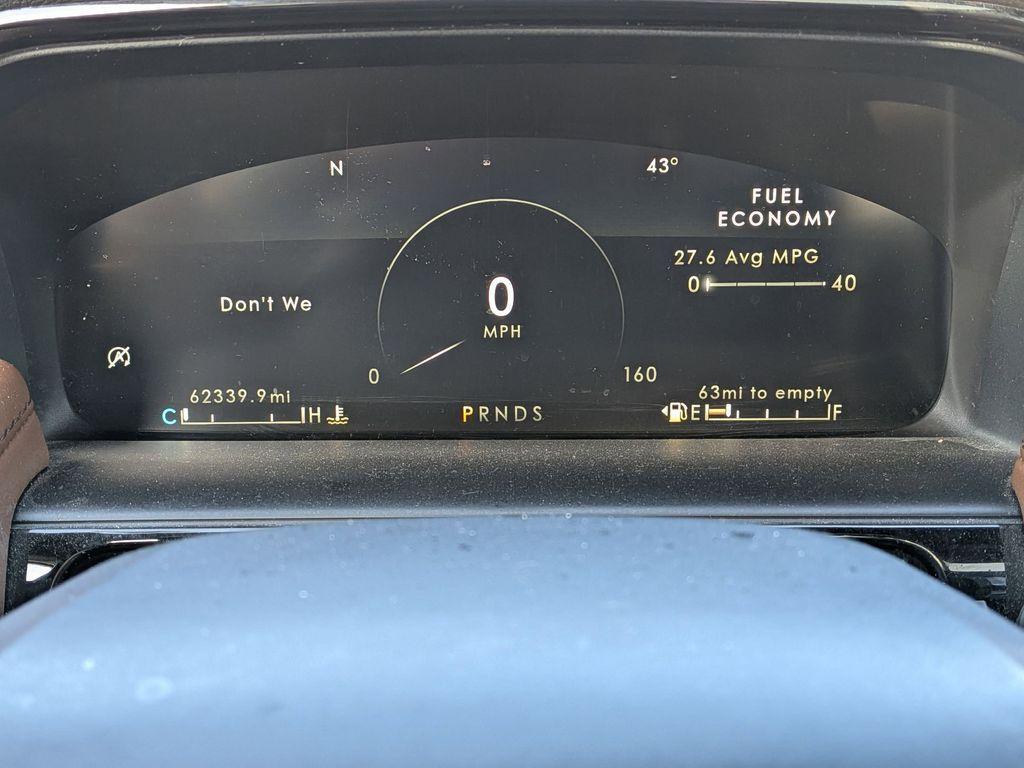 N
43°
FUEL
ECONOMY
27.6 Avg MPG
0 40
Don't We
0
MPH
0 160
62339.9mi
C H
PRNDS
63mi to empty
E F